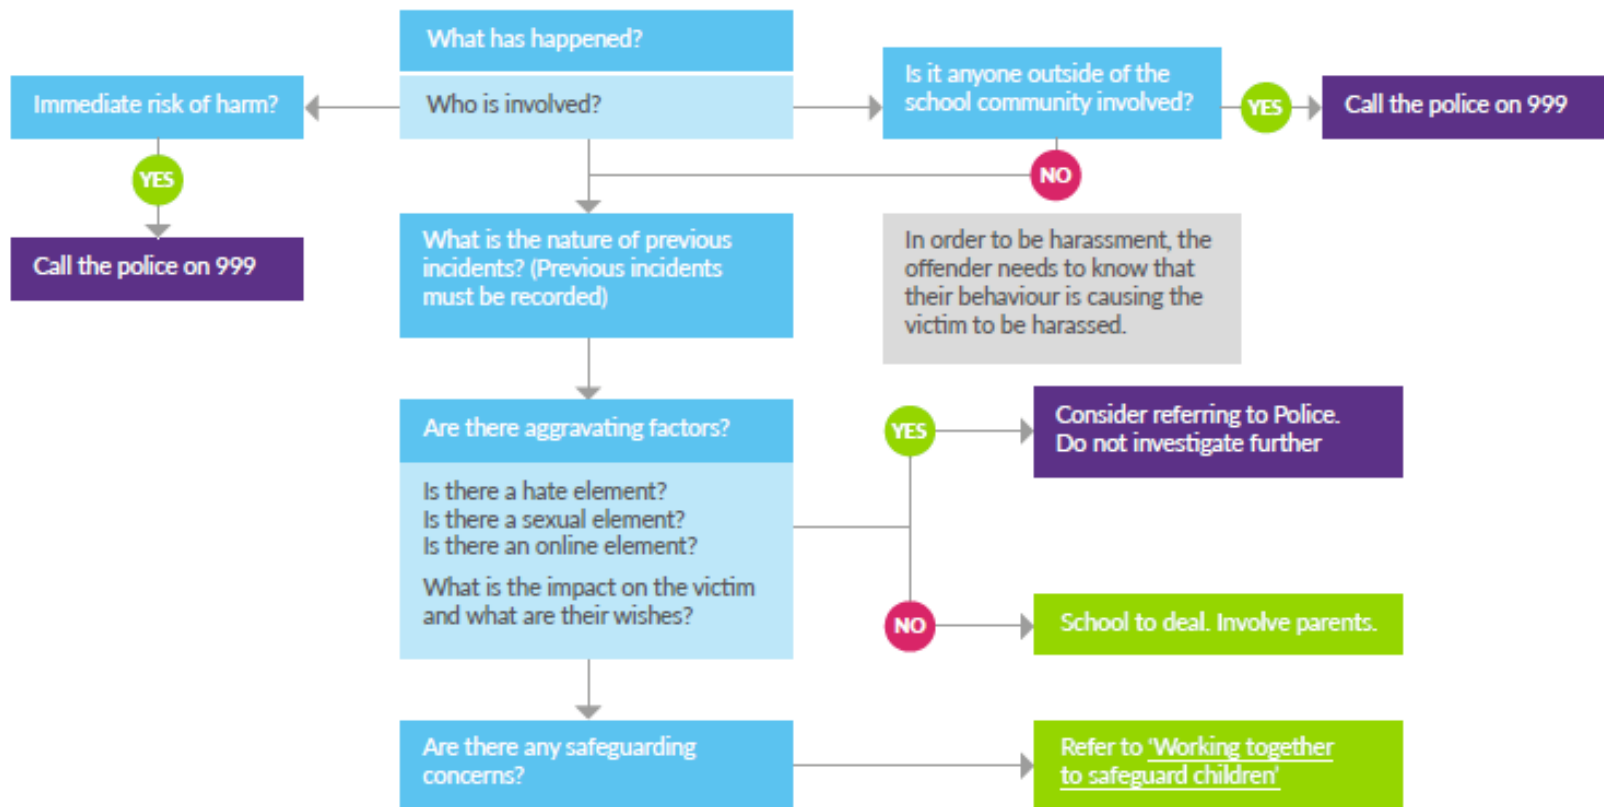 What has happened?
Who is involved?
Immediate risk of harm?
YES
Call the police on 999
Is it anyone outside of the
school community involved?
YES
Call the police on 999
NO
In order to be harassment, the
offender needs to know that
their behaviour is causing the
victim to be harassed.
What is the nature of previous
incidents? (Previous incidents
must be recorded)
Are there aggravating factors?
Is there a hate element?
Is there a sexual element?
Is there an online element?
What is the impact on the victim
and what are their wishes?
YES
Consider referring to Police.
Do not investigate further
NO
School to deal. Involve parents.
Are there any safeguarding
concerns?
Refer to 'Working together
to safeguard children'